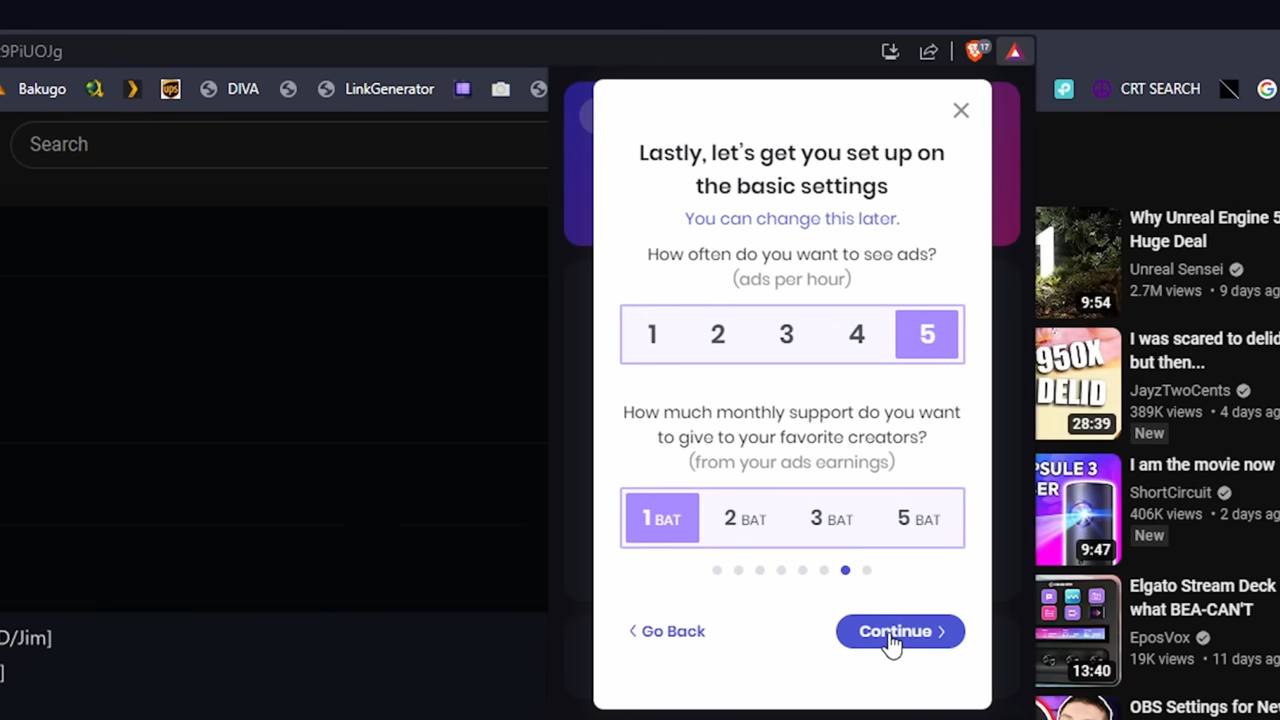 9PiUOJg
17
Bakugo
ups
DIVA
LinkGenerator
CRT SEARCH
Search
Lastly, let's get you set up on
the basic settings
You can change this later.
How often do you want to see ads?
(ads per hour)
1 2 3 4 5
How much monthly support do you want
to give to your favorite creators?
(from your ads earnings)
1 BAT 2 BAT 3 BAT 5 BAT
Go Back
Continue
D/Jim]
]
9:54
Why Unreal Engine 5
Huge Deal
Unreal Sensei
2.7M views • 9 days ag
950X
DELID
28:39
I was scared to delid
but then...
JayzTwoCents
389K views • 4 days ag
New
PSULE 3
ER
9:47
I am the movie now
ShortCircuit
406K views • 2 days ag
New
13:40
Elgato Stream Deck
what BEA-CAN'T
EposVox
19K views • 11 days ag
OBS Settings for Nev